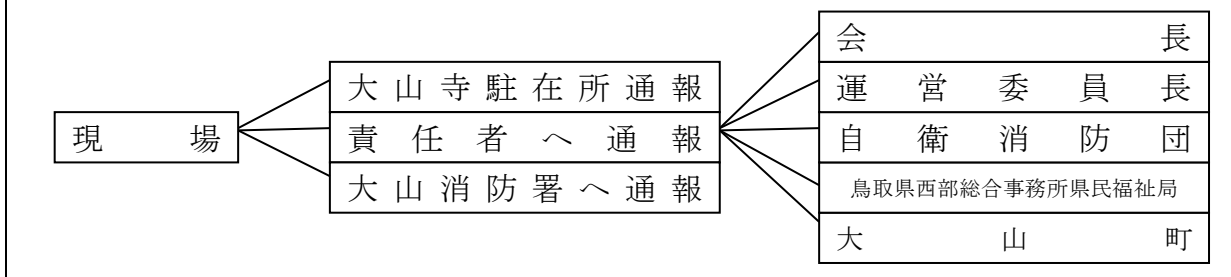 現場
大山寺駐在所通報
責任者へ通報
大山消防署へ通報
会長
運営委員長
自衛消防団
鳥取県西部総合事務所県民福祉局
大山町